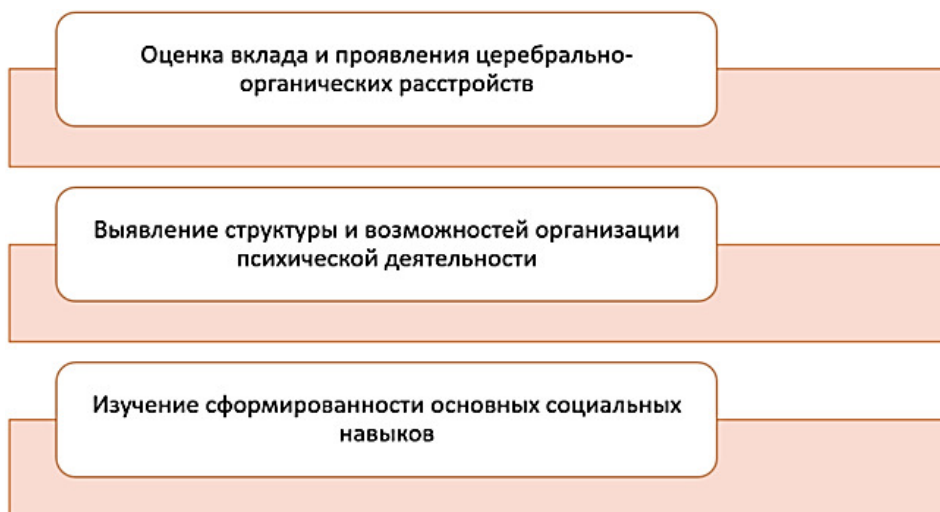 Оценка вклада и проявления церебрально-
органических расстройств
Выявление структуры и возможностей организации
психической деятельности
Изучение сформированности основных социальных
навыков